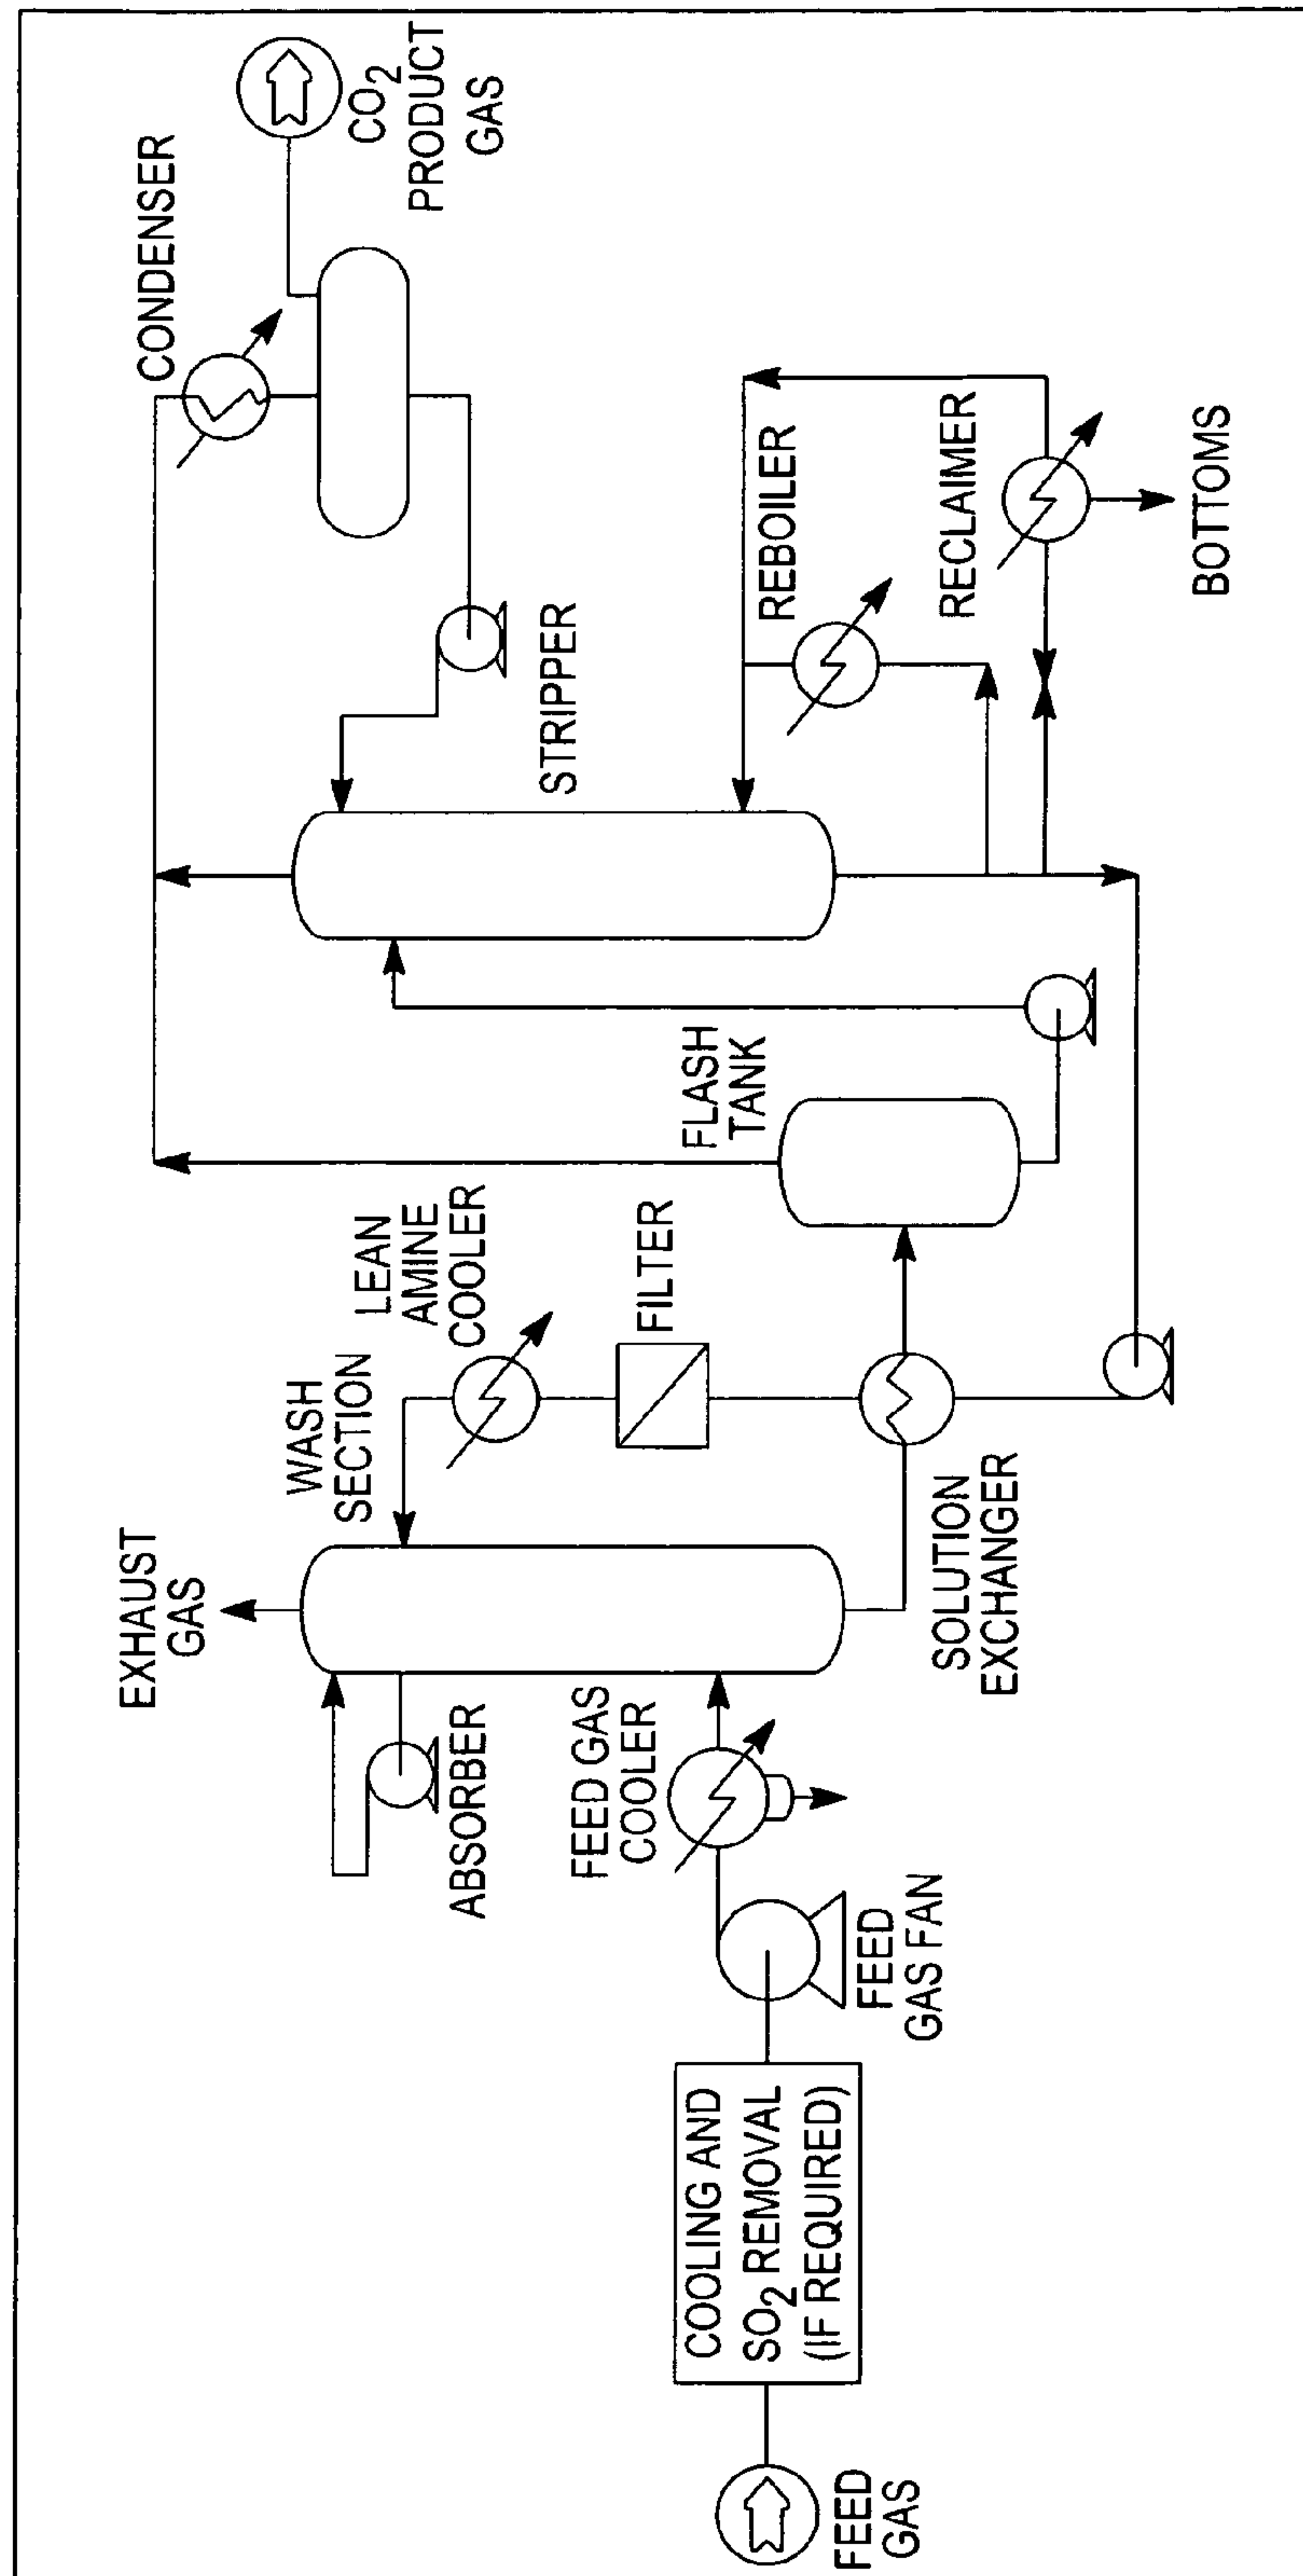 FEED
GAS
COOLING AND
SO2 REMOVAL
(IF REQUIRED)
FEED
GAS FAN
FEED GAS
COOLER
ABSORBER
EXHAUST
GAS
WASH
SECTION
LEAN
AMINE
COOLER
FILTER
SOLUTION
EXCHANGER
FLASH
TANK
STRIPPER
REBOILER
RECLAIMER
BOTTOMS
CONDENSER
CO2
PRODUCT
GAS